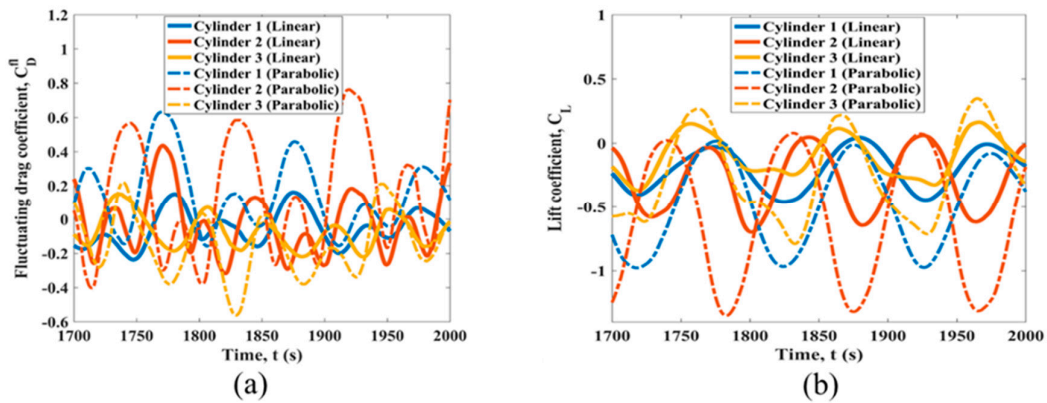 1.2
1
0.8
0.6
0.4
0.2
0
-0.2
-0.4
-0.6
Fluctuating drag coefficient, C_D^fl
Cylinder 1 (Linear)
Cylinder 2 (Linear)
Cylinder 3 (Linear)
Cylinder 1 (Parabolic)
Cylinder 2 (Parabolic)
Cylinder 3 (Parabolic)
1700 1750 1800 1850 1900 1950 2000
Time, t (s)
(a)
1
0.5
0
-0.5
-1
Lift coefficient, C_L
Cylinder 1 (Linear)
Cylinder 2 (Linear)
Cylinder 3 (Linear)
Cylinder 1 (Parabolic)
Cylinder 2 (Parabolic)
Cylinder 3 (Parabolic)
1700 1750 1800 1850 1900 1950 2000
Time, t (s)
(b)